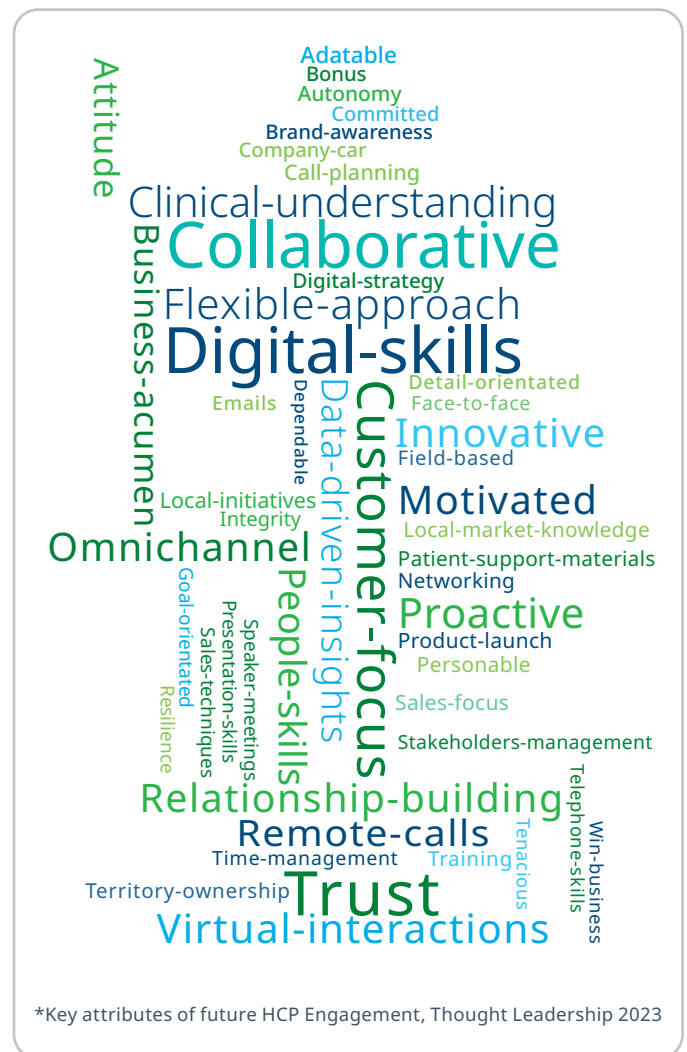 Adatable
Bonus
Attitude
Autonomy
Committed
Brand-awareness
Company-car
Call-planning
Clinical-understanding
Business-acumen
Collaborative
Digital-strategy
Flexible-approach
Digital-skills
Detail-orientated
Emails
Dependable
Data-driven-insights
Customer-focus
Face-to-face
Innovative
Field-based
Local-initiatives
Motivated
Integrity
Local-market-knowledge
Omnichannel
Patient-support-materials
Goal-orientated
People-skills
Networking
Proactive
Presentation-skills
Speaker-meetings
Sales-techniques
Product-launch
Personable
Resilience
Sales-focus
Stakeholders-management
Relationship-building
Telephone-skills
Remote-calls
Tenacious
Win-business
Time-management
Training
Territory-ownership
Trust
Virtual-interactions
*Key attributes of future HCP Engagement, Thought Leadership 2023